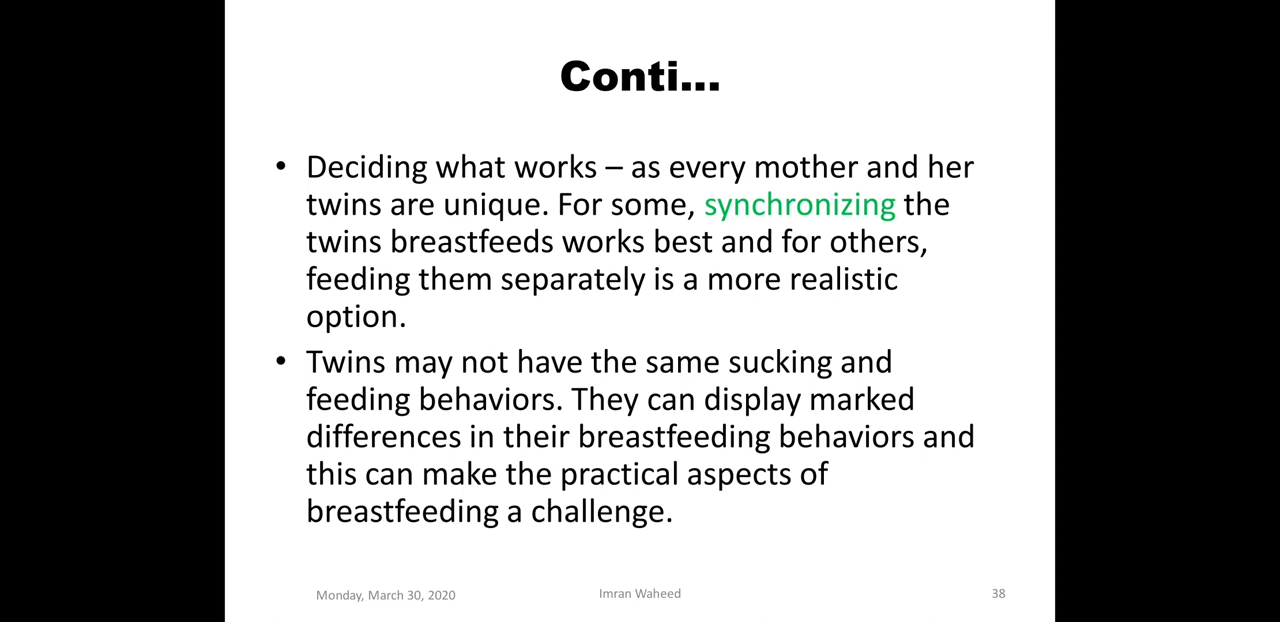 Conti...
• Deciding what works – as every mother and her
twins are unique. For some, synchronizing the
twins breastfeeds works best and for others,
feeding them separately is a more realistic
option.
• Twins may not have the same sucking and
feeding behaviors. They can display marked
differences in their breastfeeding behaviors and
this can make the practical aspects of
breastfeeding a challenge.
Monday, March 30, 2020 Imran Waheed 38